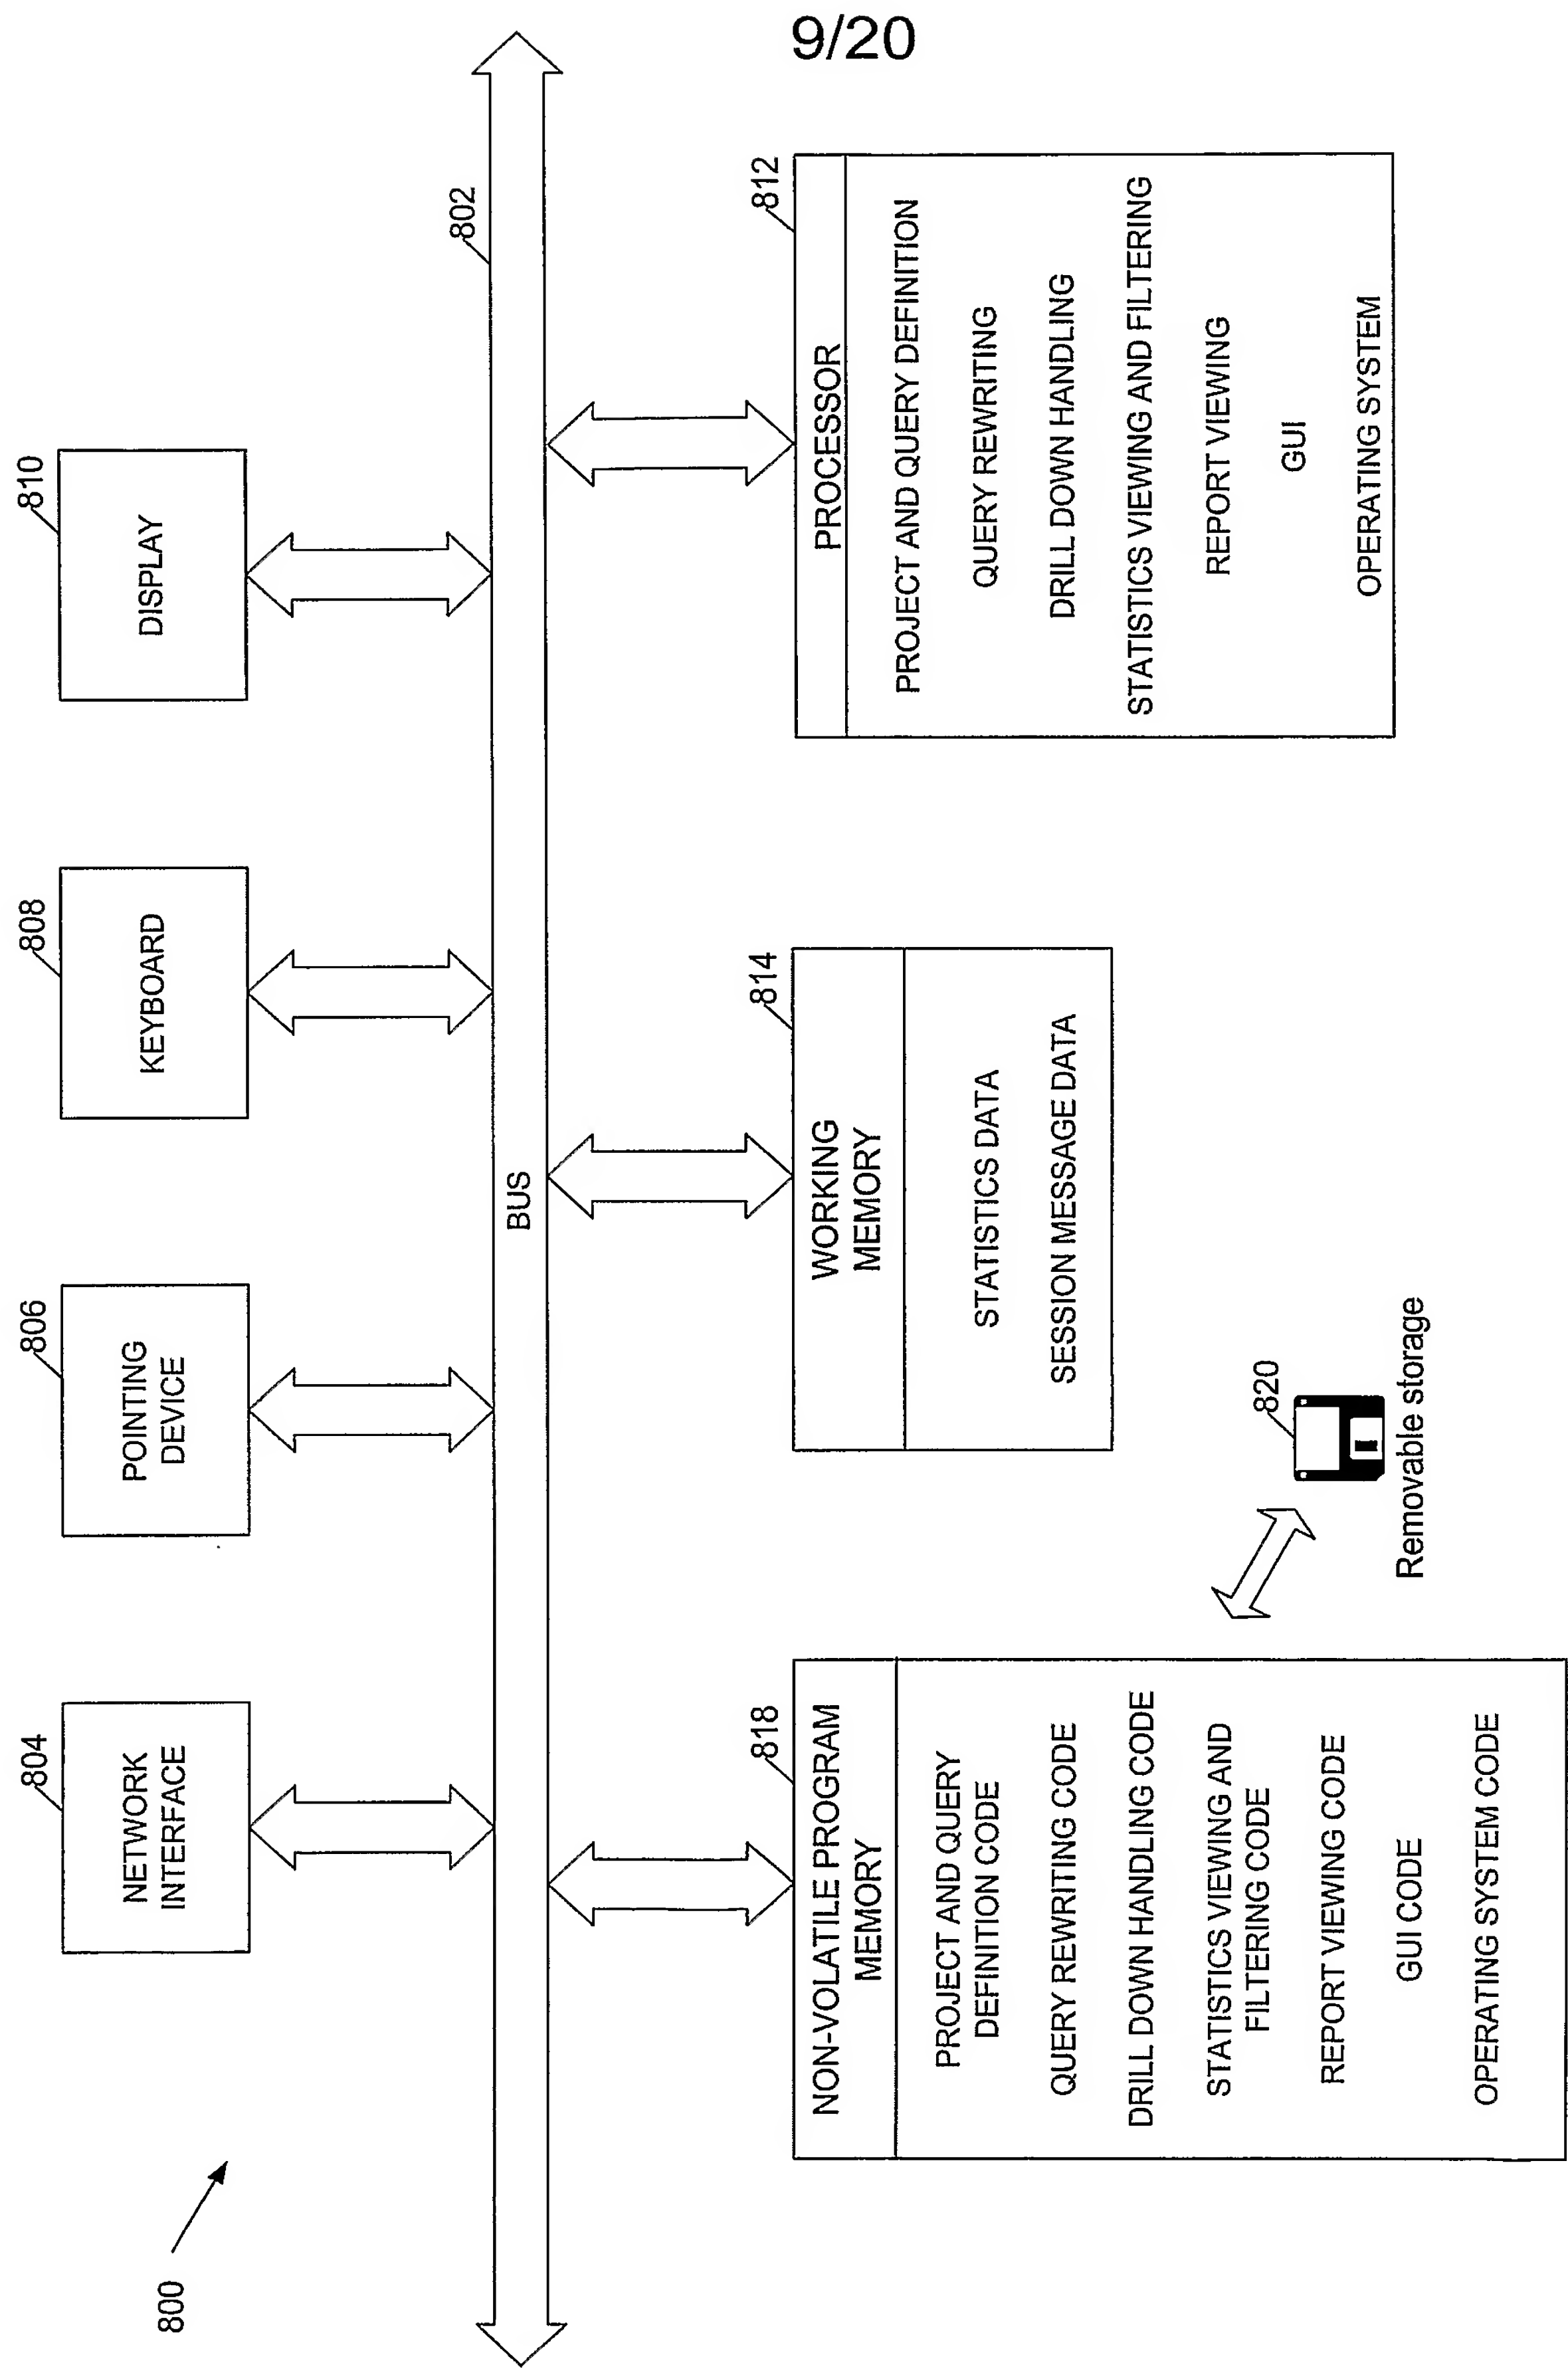 9/20
800
804
NETWORK
INTERFACE
806
POINTING
DEVICE
808
KEYBOARD
810
DISPLAY
802
BUS
818
NON-VOLATILE PROGRAM
MEMORY
PROJECT AND QUERY
DEFINITION CODE
QUERY REWRITING CODE
DRILL DOWN HANDLING CODE
STATISTICS VIEWING AND
FILTERING CODE
REPORT VIEWING CODE
GUI CODE
OPERATING SYSTEM CODE
820
Removable storage
814
WORKING
MEMORY
STATISTICS DATA
SESSION MESSAGE DATA
812
PROCESSOR
PROJECT AND QUERY DEFINITION
QUERY REWRITING
DRILL DOWN HANDLING
STATISTICS VIEWING AND FILTERING
REPORT VIEWING
GUI
OPERATING SYSTEM